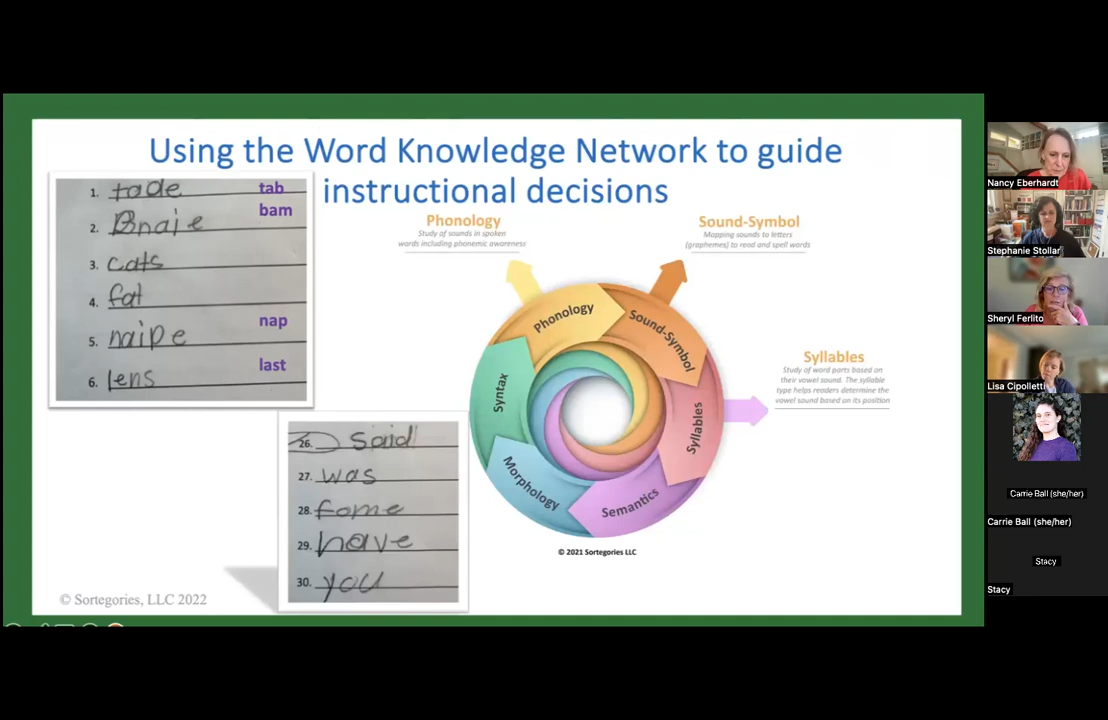 Using the Word Knowledge Network to guide
instructional decisions
1. tade tab
2. Bnaie bam
3. cats
4. fat
5. naipe nap
6. lens last
26. said
27. was
28. fome
29. have
30. you
Phonology
Study of sounds in spoken
words including phonemic awareness
Sound-Symbol
Mapping sounds to letters
(graphemes) to read and spell words
Syllables
Study of word parts based on
their vowel sound. The syllable
type helps readers determine the
vowel sound based on its position
Phonology
Sound-Symbol
Syllables
Semantics
Morphology
Syntax
© 2021 Sortegories LLC
© Sortegories, LLC 2022
Nancy Eberhardt
Stephanie Stollar
Sheryl Ferlito
Lisa Cipolletti
Carrie Ball (she/her)
Carrie Ball (she/her)
Stacy
Stacy